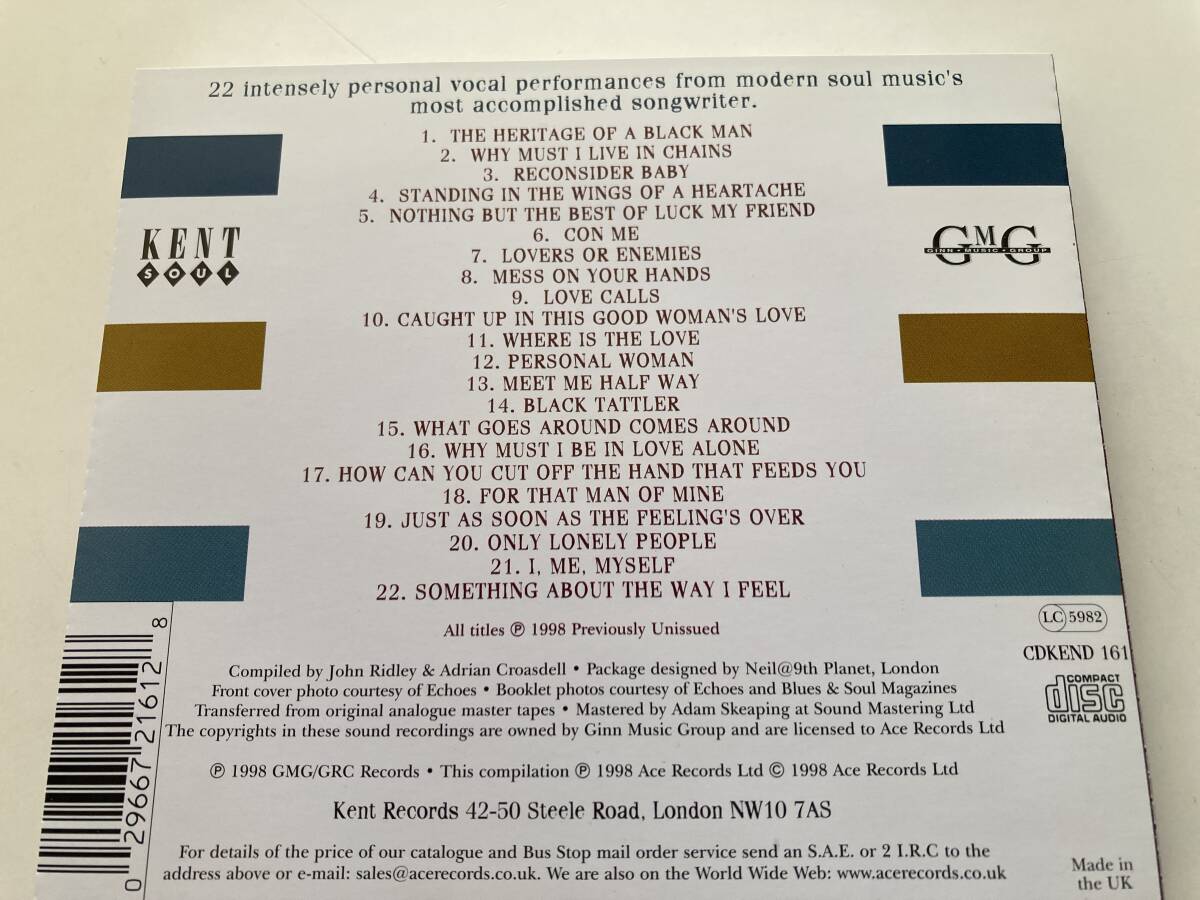 22 intensely personal vocal performances from modern soul music's
most accomplished songwriter.
1. THE HERITAGE OF A BLACK MAN
2. WHY MUST I LIVE IN CHAINS
3. RECONSIDER BABY
4. STANDING IN THE WINGS OF A HEARTACHE
5. NOTHING BUT THE BEST OF LUCK MY FRIEND
6. CON ME
7. LOVERS OR ENEMIES
8. MESS ON YOUR HANDS
9. LOVE CALLS
10. CAUGHT UP IN THIS GOOD WOMAN'S LOVE
11. WHERE IS THE LOVE
12. PERSONAL WOMAN
13. MEET ME HALF WAY
14. BLACK TATTLER
15. WHAT GOES AROUND COMES AROUND
16. WHY MUST I BE IN LOVE ALONE
17. HOW CAN YOU CUT OFF THE HAND THAT FEEDS YOU
18. FOR THAT MAN OF MINE
19. JUST AS SOON AS THE FEELING'S OVER
20. ONLY LONELY PEOPLE
21. I, ME, MYSELF
22. SOMETHING ABOUT THE WAY I FEEL
KENT
SOUL
GMG
GINN • MUSIC • GROUP
All titles ℗ 1998 Previously Unissued
LC 5982
CDKEND 161
COMPACT
disc
DIGITAL AUDIO
Compiled by John Ridley & Adrian Croasdell • Package designed by Neil@9th Planet, London
Front cover photo courtesy of Echoes • Booklet photos courtesy of Echoes and Blues & Soul Magazines
Transferred from original analogue master tapes • Mastered by Adam Skeaping at Sound Mastering Ltd
The copyrights in these sound recordings are owned by Ginn Music Group and are licensed to Ace Records Ltd
℗ 1998 GMG/GRC Records • This compilation ℗ 1998 Ace Records Ltd © 1998 Ace Records Ltd
Kent Records 42-50 Steele Road, London NW10 7AS
For details of the price of our catalogue and Bus Stop mail order service send an S.A.E. or 2 I.R.C to the
address above or e-mail: sales@acerecords.co.uk. We are also on the World Wide Web: www.acerecords.co.uk
Made in
the UK
0 29667 21612 8